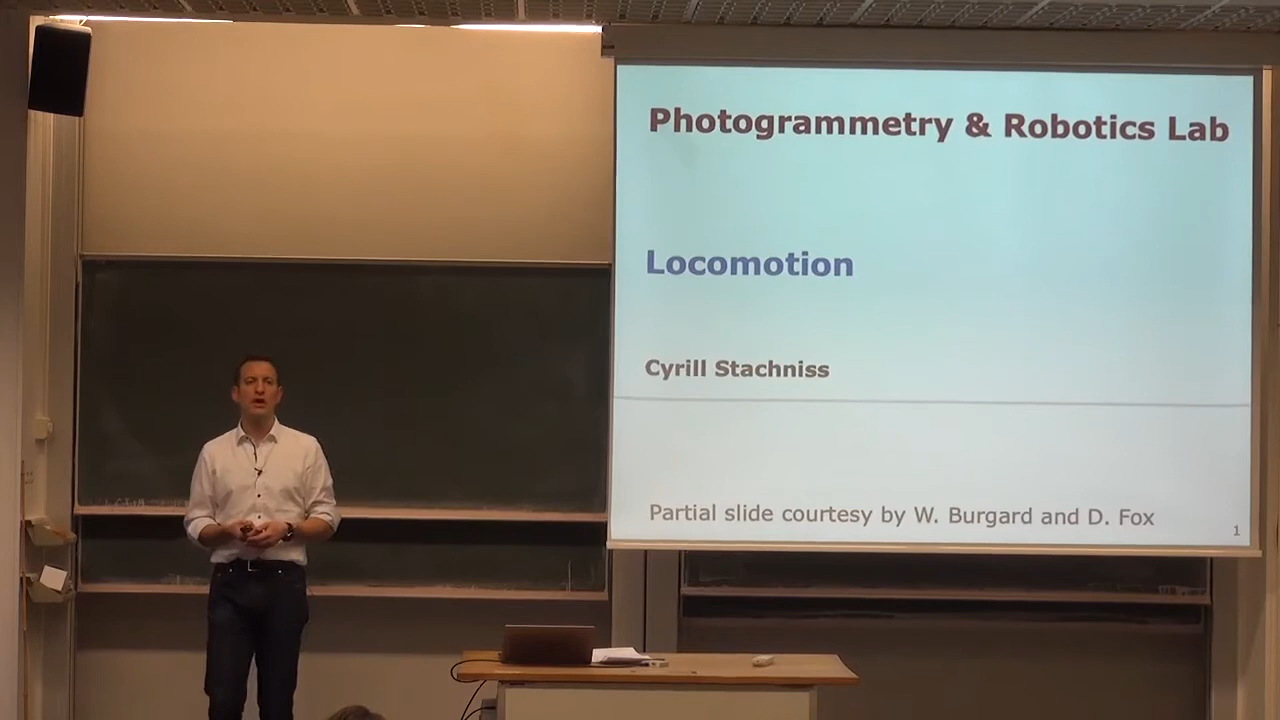 Photogrammetry & Robotics Lab
Locomotion
Cyrill Stachniss
Partial slide courtesy by W. Burgard and D. Fox
1